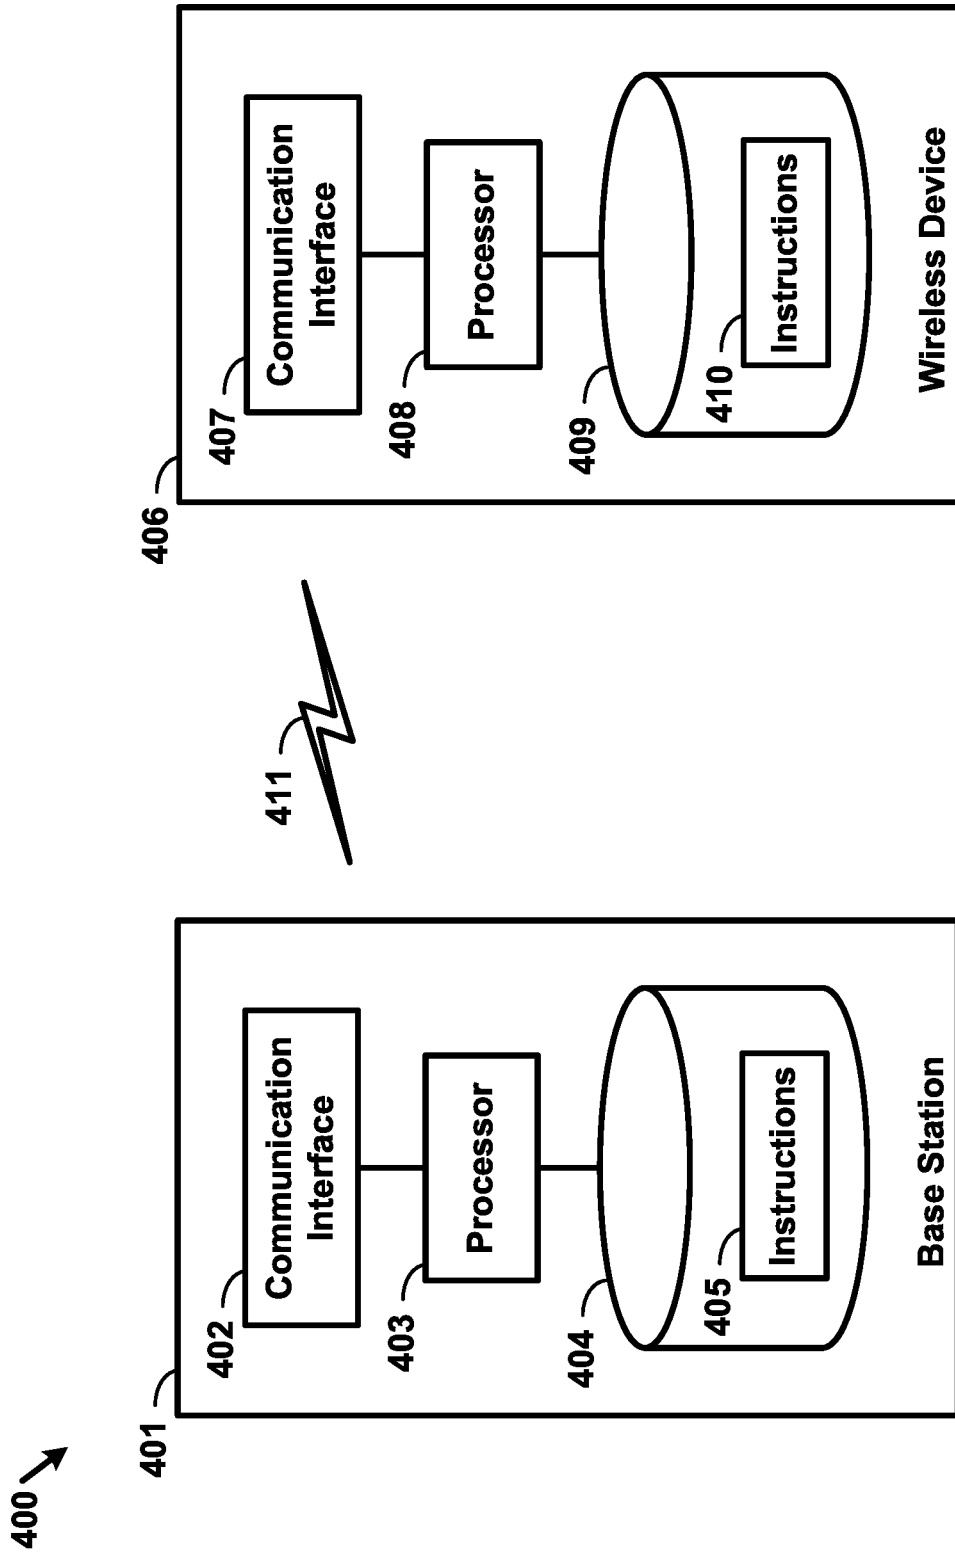 400
401
402
Communication
Interface
403
Processor
404
405
Instructions
Base Station
411
406
407
Communication
Interface
408
Processor
409
410
Instructions
Wireless Device